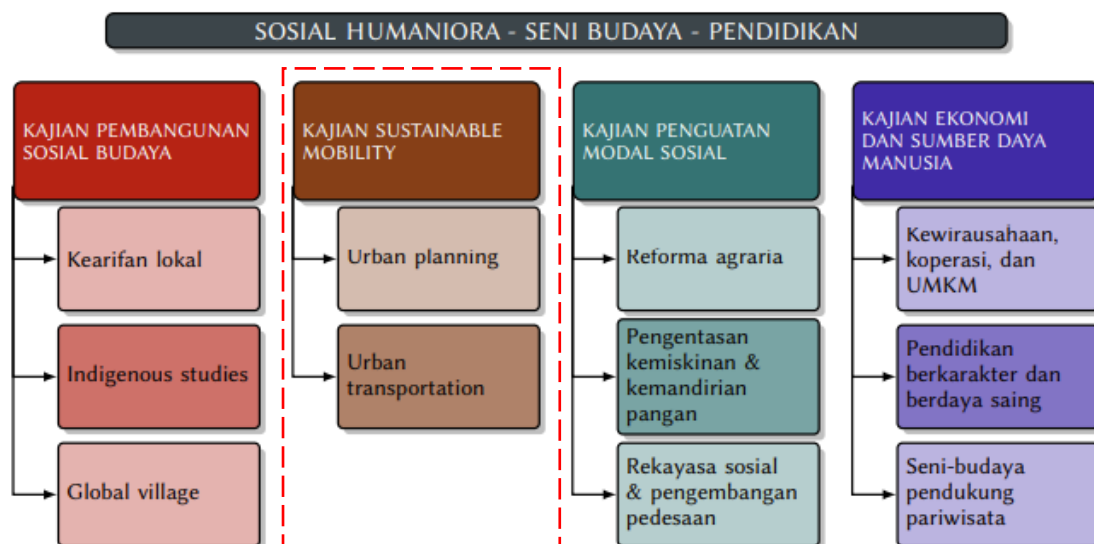 SOSIAL HUMANIORA - SENI BUDAYA - PENDIDIKAN
KAJIAN PEMBANGUNAN
SOSIAL BUDAYA
Kearifan lokal
Indigenous studies
Global village
KAJIAN SUSTAINABLE
MOBILITY
Urban planning
Urban
transportation
KAJIAN PENGUATAN
MODAL SOSIAL
Reforma agraria
Pengentasan
kemiskinan &
kemandirian
pangan
Rekayasa sosial
& pengembangan
pedesaan
KAJIAN EKONOMI
DAN SUMBER DAYA
MANUSIA
Kewirausahaan,
koperasi, dan
UMKM
Pendidikan
berkarakter dan
berdaya saing
Seni-budaya
pendukung
pariwisata